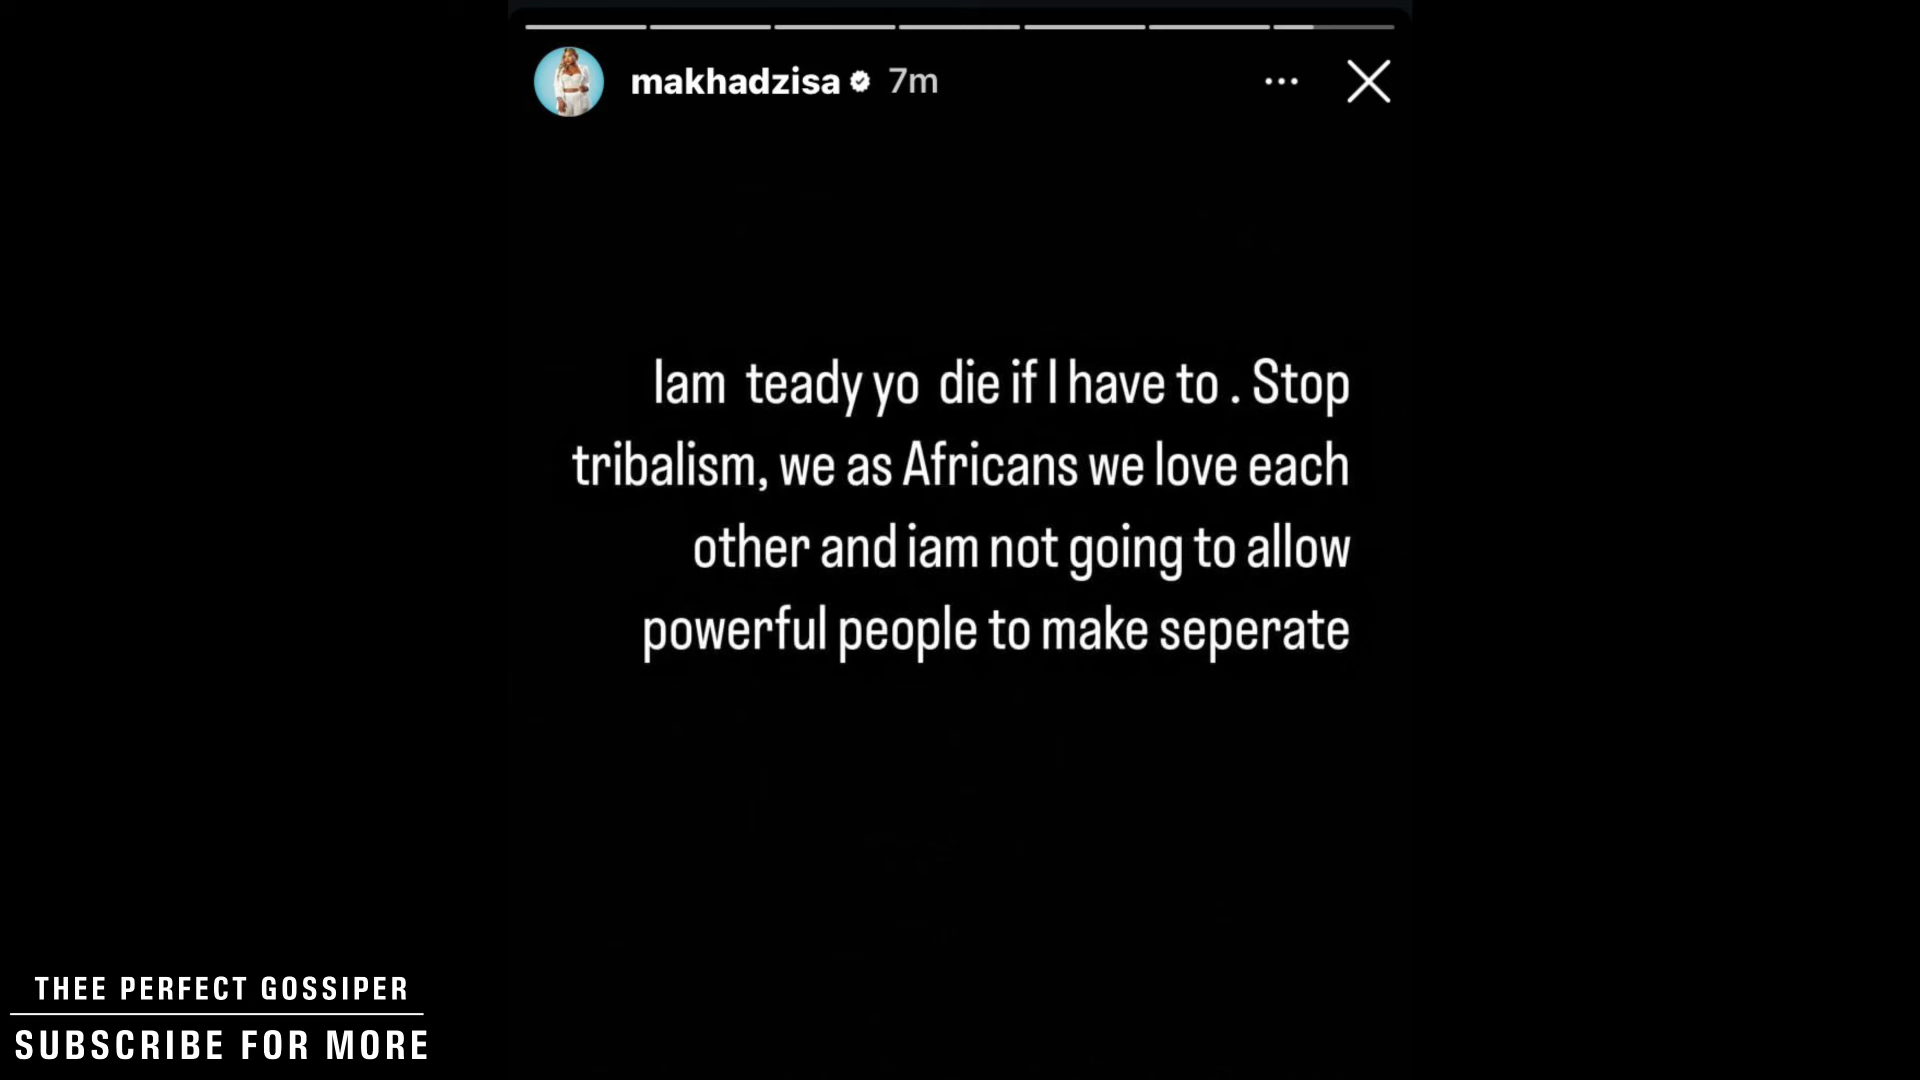 makhadzisa 7m
Iam teady yo die if I have to . Stop
tribalism, we as Africans we love each
other and iam not going to allow
powerful people to make seperate
THEE PERFECT GOSSIPER
SUBSCRIBE FOR MORE